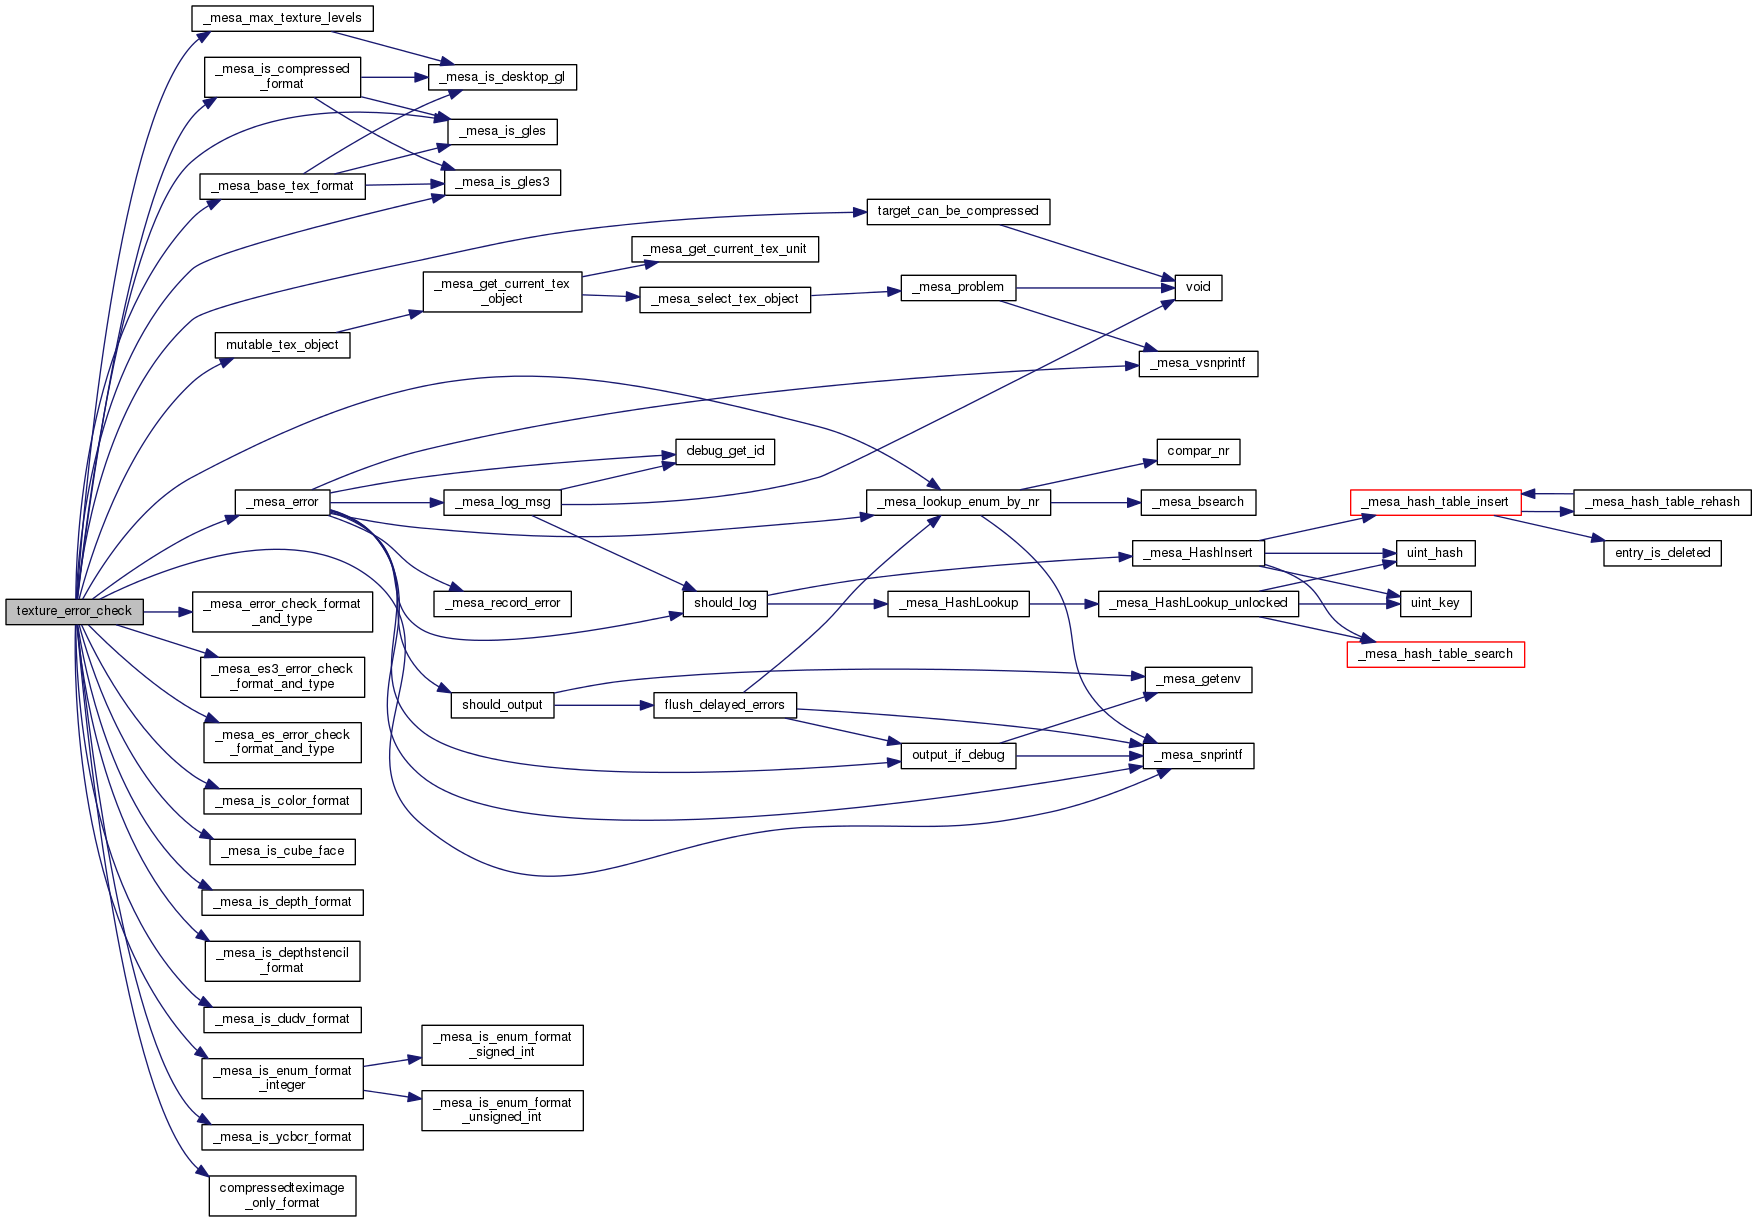 _mesa_max_texture_levels
_mesa_is_compressed
_format
_mesa_is_desktop_gl
_mesa_is_gles
_mesa_base_tex_format
_mesa_is_gles3
target_can_be_compressed
_mesa_get_current_tex_unit
_mesa_get_current_tex
_object
_mesa_select_tex_object
_mesa_problem
void
mutable_tex_object
_mesa_vsnprintf
debug_get_id
compar_nr
_mesa_error
_mesa_log_msg
_mesa_lookup_enum_by_nr
_mesa_bsearch
_mesa_hash_table_insert
_mesa_hash_table_rehash
_mesa_HashInsert
uint_hash
entry_is_deleted
texture_error_check
_mesa_error_check_format
_and_type
_mesa_record_error
should_log
_mesa_HashLookup
_mesa_HashLookup_unlocked
uint_key
_mesa_hash_table_search
_mesa_es3_error_check
_format_and_type
should_output
flush_delayed_errors
_mesa_getenv
_mesa_es_error_check
_format_and_type
output_if_debug
_mesa_snprintf
_mesa_is_color_format
_mesa_is_cube_face
_mesa_is_depth_format
_mesa_is_depthstencil
_format
_mesa_is_dudv_format
_mesa_is_enum_format
_signed_int
_mesa_is_enum_format
_integer
_mesa_is_enum_format
_unsigned_int
_mesa_is_ycbcr_format
compressedteximage
_only_format